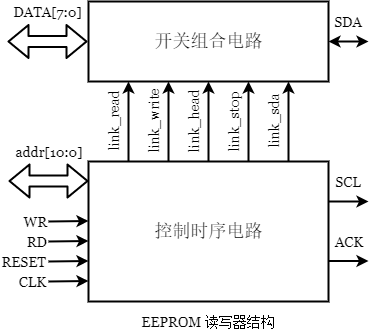 DATA[7:0]
开关组合电路
SDA
link_read
link_write
link_head
link_stop
link_sda
addr[10:0]
SCL
WR
控制时序电路
RD
ACK
RESET
CLK
EEPROM 读写器结构